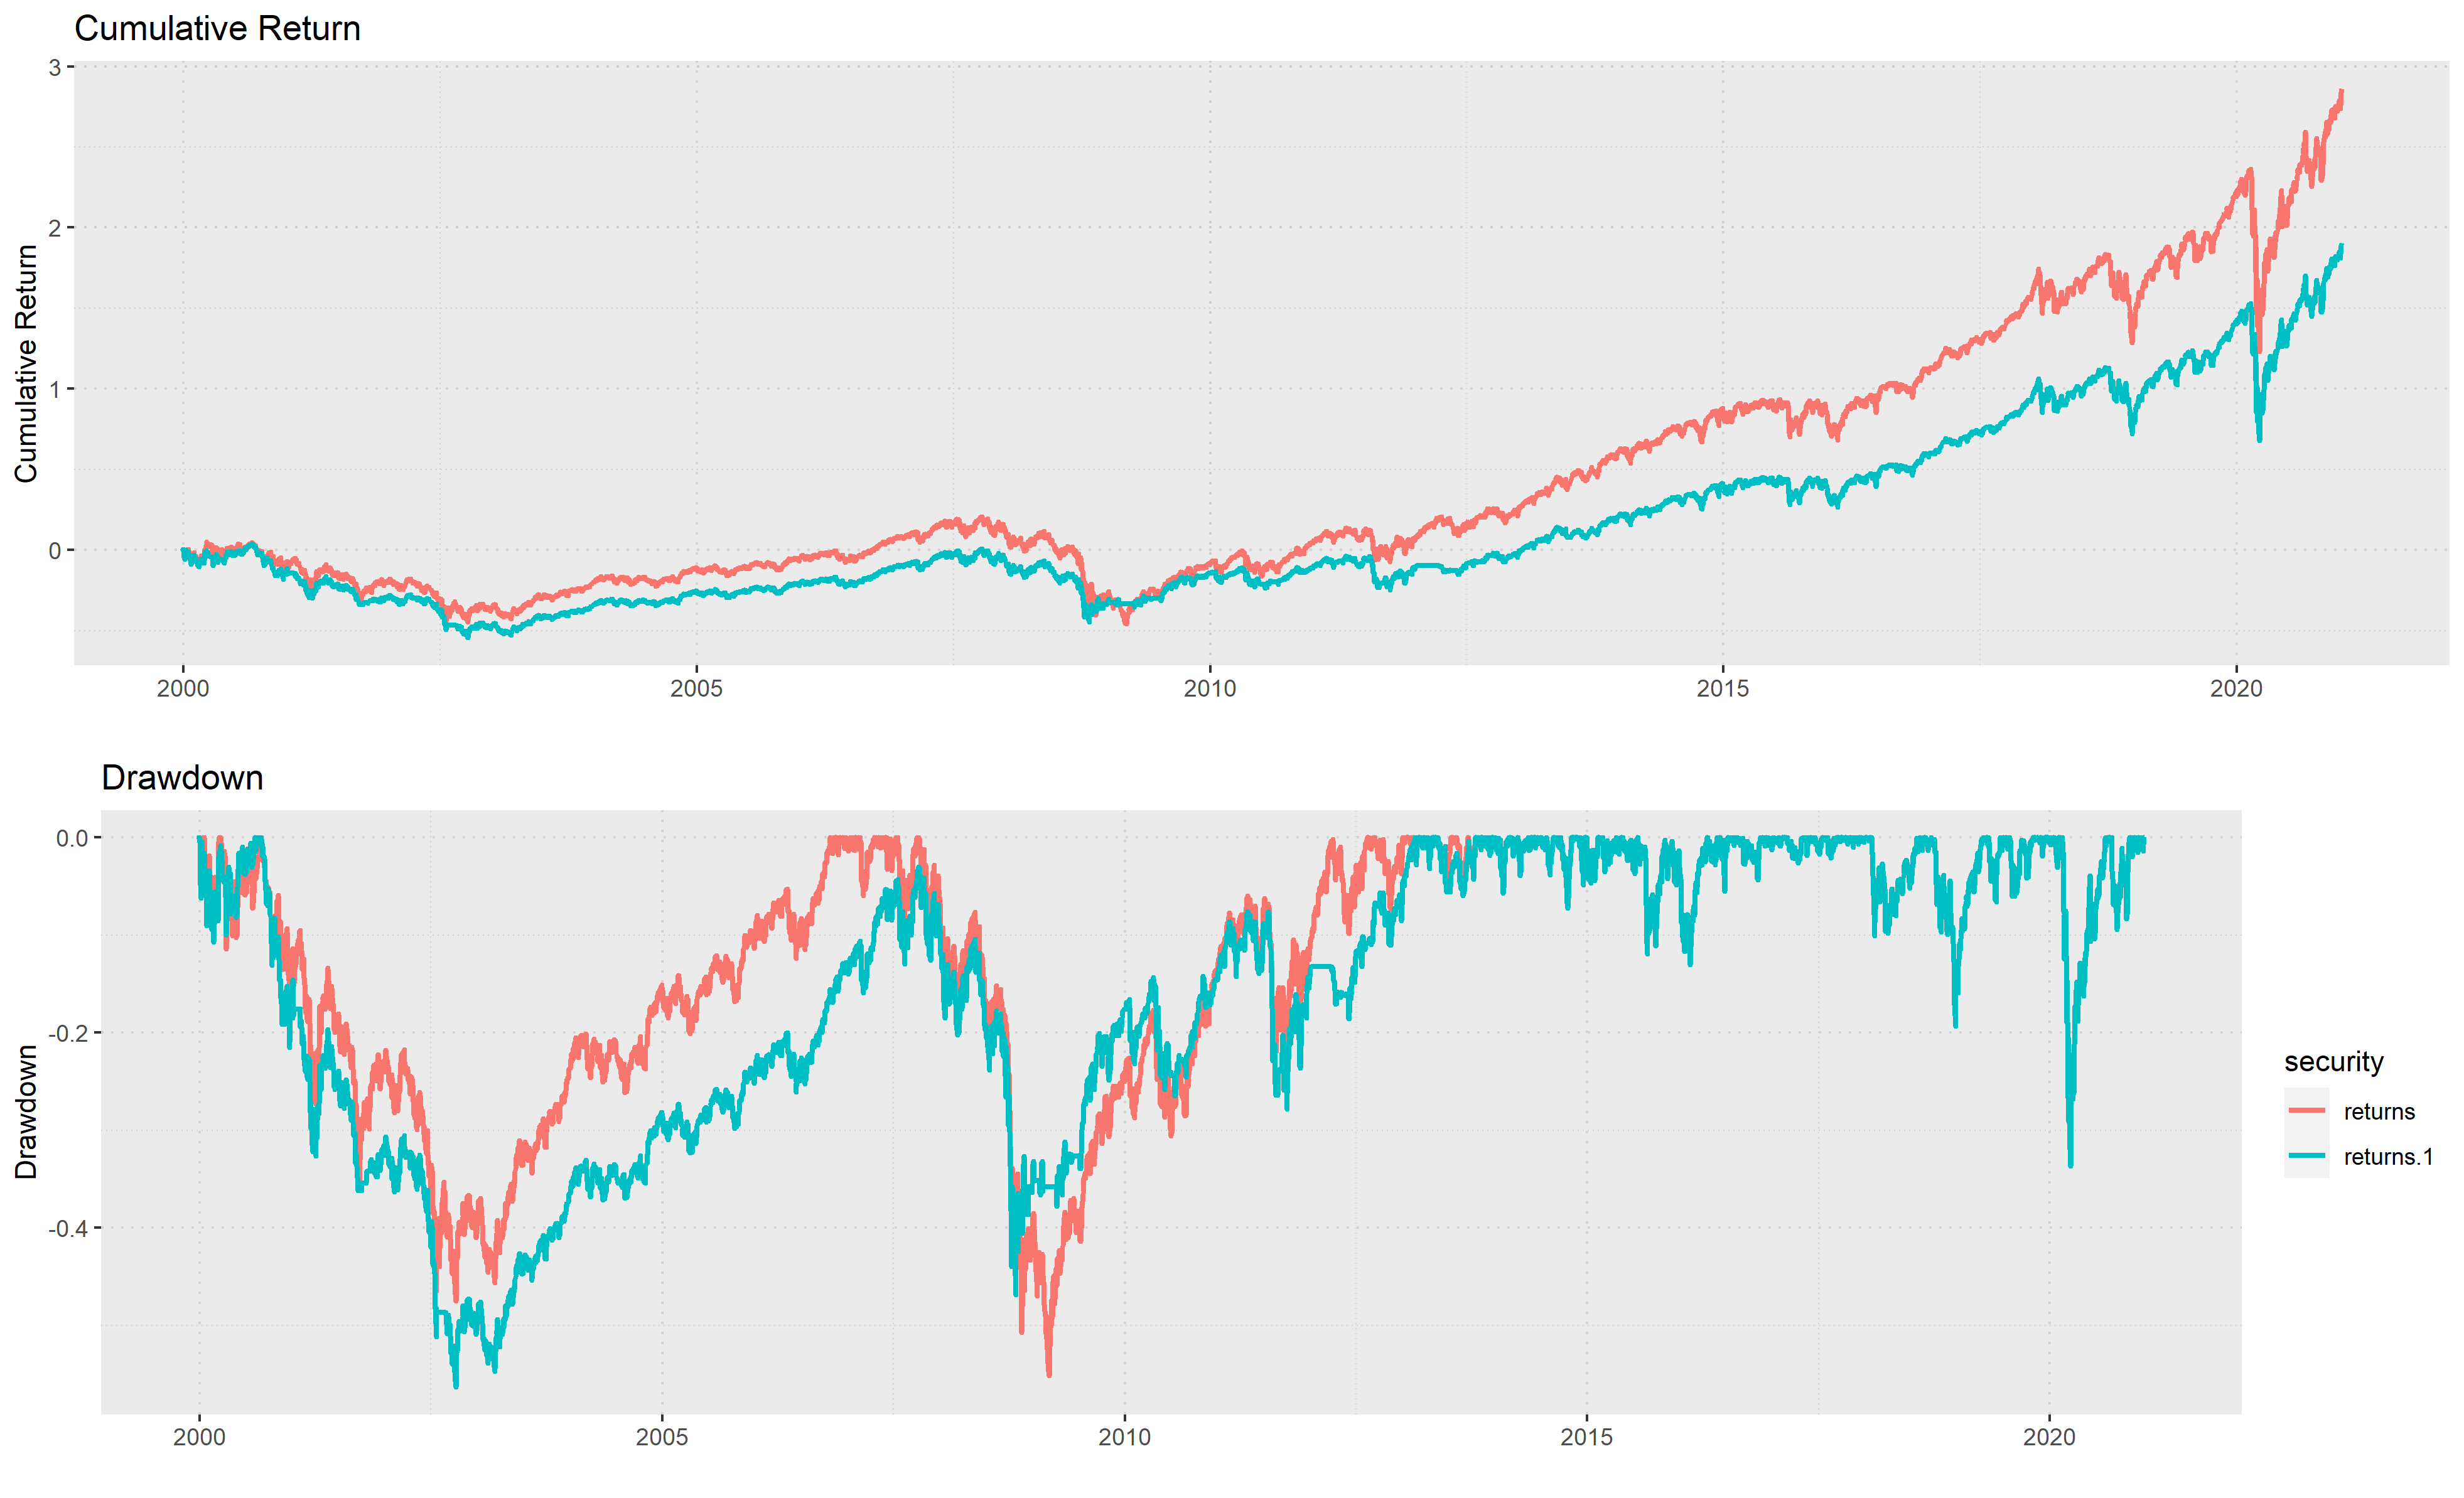 Cumulative Return
Cumulative Return
3
2
1
0
2000 2005 2010 2015 2020
Drawdown
Drawdown
0.0
-0.2
-0.4
2000 2005 2010 2015 2020
security
returns
returns.1